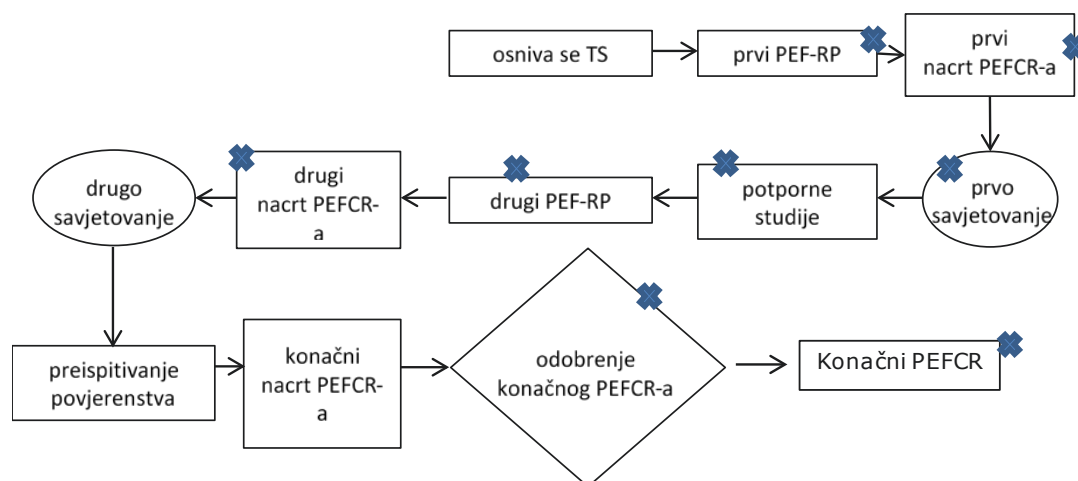 osniva se TS
prvi PEF-RP
prvi
nacrt PEFCR-a
prvo
savjetovanje
potporne
studije
drugi PEF-RP
drugi
nacrt PEFCR-
a
drugo
savjetovanje
preispitivanje
povjerenstva
konačni
nacrt PEFCR-
a
odobrenje
konačnog PEFCR-a
Konačni PEFCR